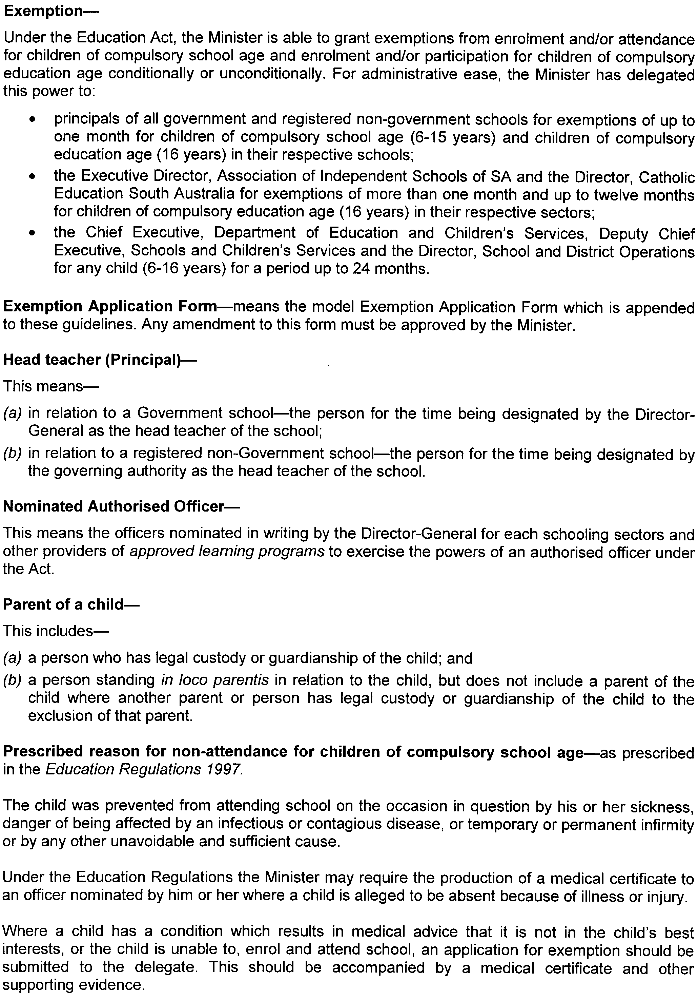 Exemption—
Under the Education Act, the Minister is able to grant exemptions from enrolment and/or attendance
for children of compulsory school age and enrolment and/or participation for children of compulsory
education age conditionally or unconditionally. For administrative ease, the Minister has delegated
this power to:
• principals of all government and registered non-government schools for exemptions of up to
one month for children of compulsory school age (6-15 years) and children of compulsory
education age (16 years) in their respective schools;
• the Executive Director, Association of Independent Schools of SA and the Director, Catholic
Education South Australia for exemptions of more than one month and up to twelve months
for children of compulsory education age (16 years) in their respective sectors;
• the Chief Executive, Department of Education and Children's Services, Deputy Chief
Executive, Schools and Children's Services and the Director, School and District Operations
for any child (6-16 years) for a period up to 24 months.
Exemption Application Form—means the model Exemption Application Form which is appended
to these guidelines. Any amendment to this form must be approved by the Minister.
Head teacher (Principal)—
This means—
(a) in relation to a Government school—the person for the time being designated by the Director-
General as the head teacher of the school;
(b) in relation to a registered non-Government school—the person for the time being designated by
the governing authority as the head teacher of the school.
Nominated Authorised Officer—
This means the officers nominated in writing by the Director-General for each schooling sectors and
other providers of approved learning programs to exercise the powers of an authorised officer under
the Act.
Parent of a child—
This includes—
(a) a person who has legal custody or guardianship of the child; and
(b) a person standing in loco parentis in relation to the child, but does not include a parent of the
child where another parent or person has legal custody or guardianship of the child to the
exclusion of that parent.
Prescribed reason for non-attendance for children of compulsory school age—as prescribed
in the Education Regulations 1997.
The child was prevented from attending school on the occasion in question by his or her sickness,
danger of being affected by an infectious or contagious disease, or temporary or permanent infirmity
or by any other unavoidable and sufficient cause.
Under the Education Regulations the Minister may require the production of a medical certificate to
an officer nominated by him or her where a child is alleged to be absent because of illness or injury.
Where a child has a condition which results in medical advice that it is not in the child's best
interests, or the child is unable to, enrol and attend school, an application for exemption should be
submitted to the delegate. This should be accompanied by a medical certificate and other
supporting evidence.